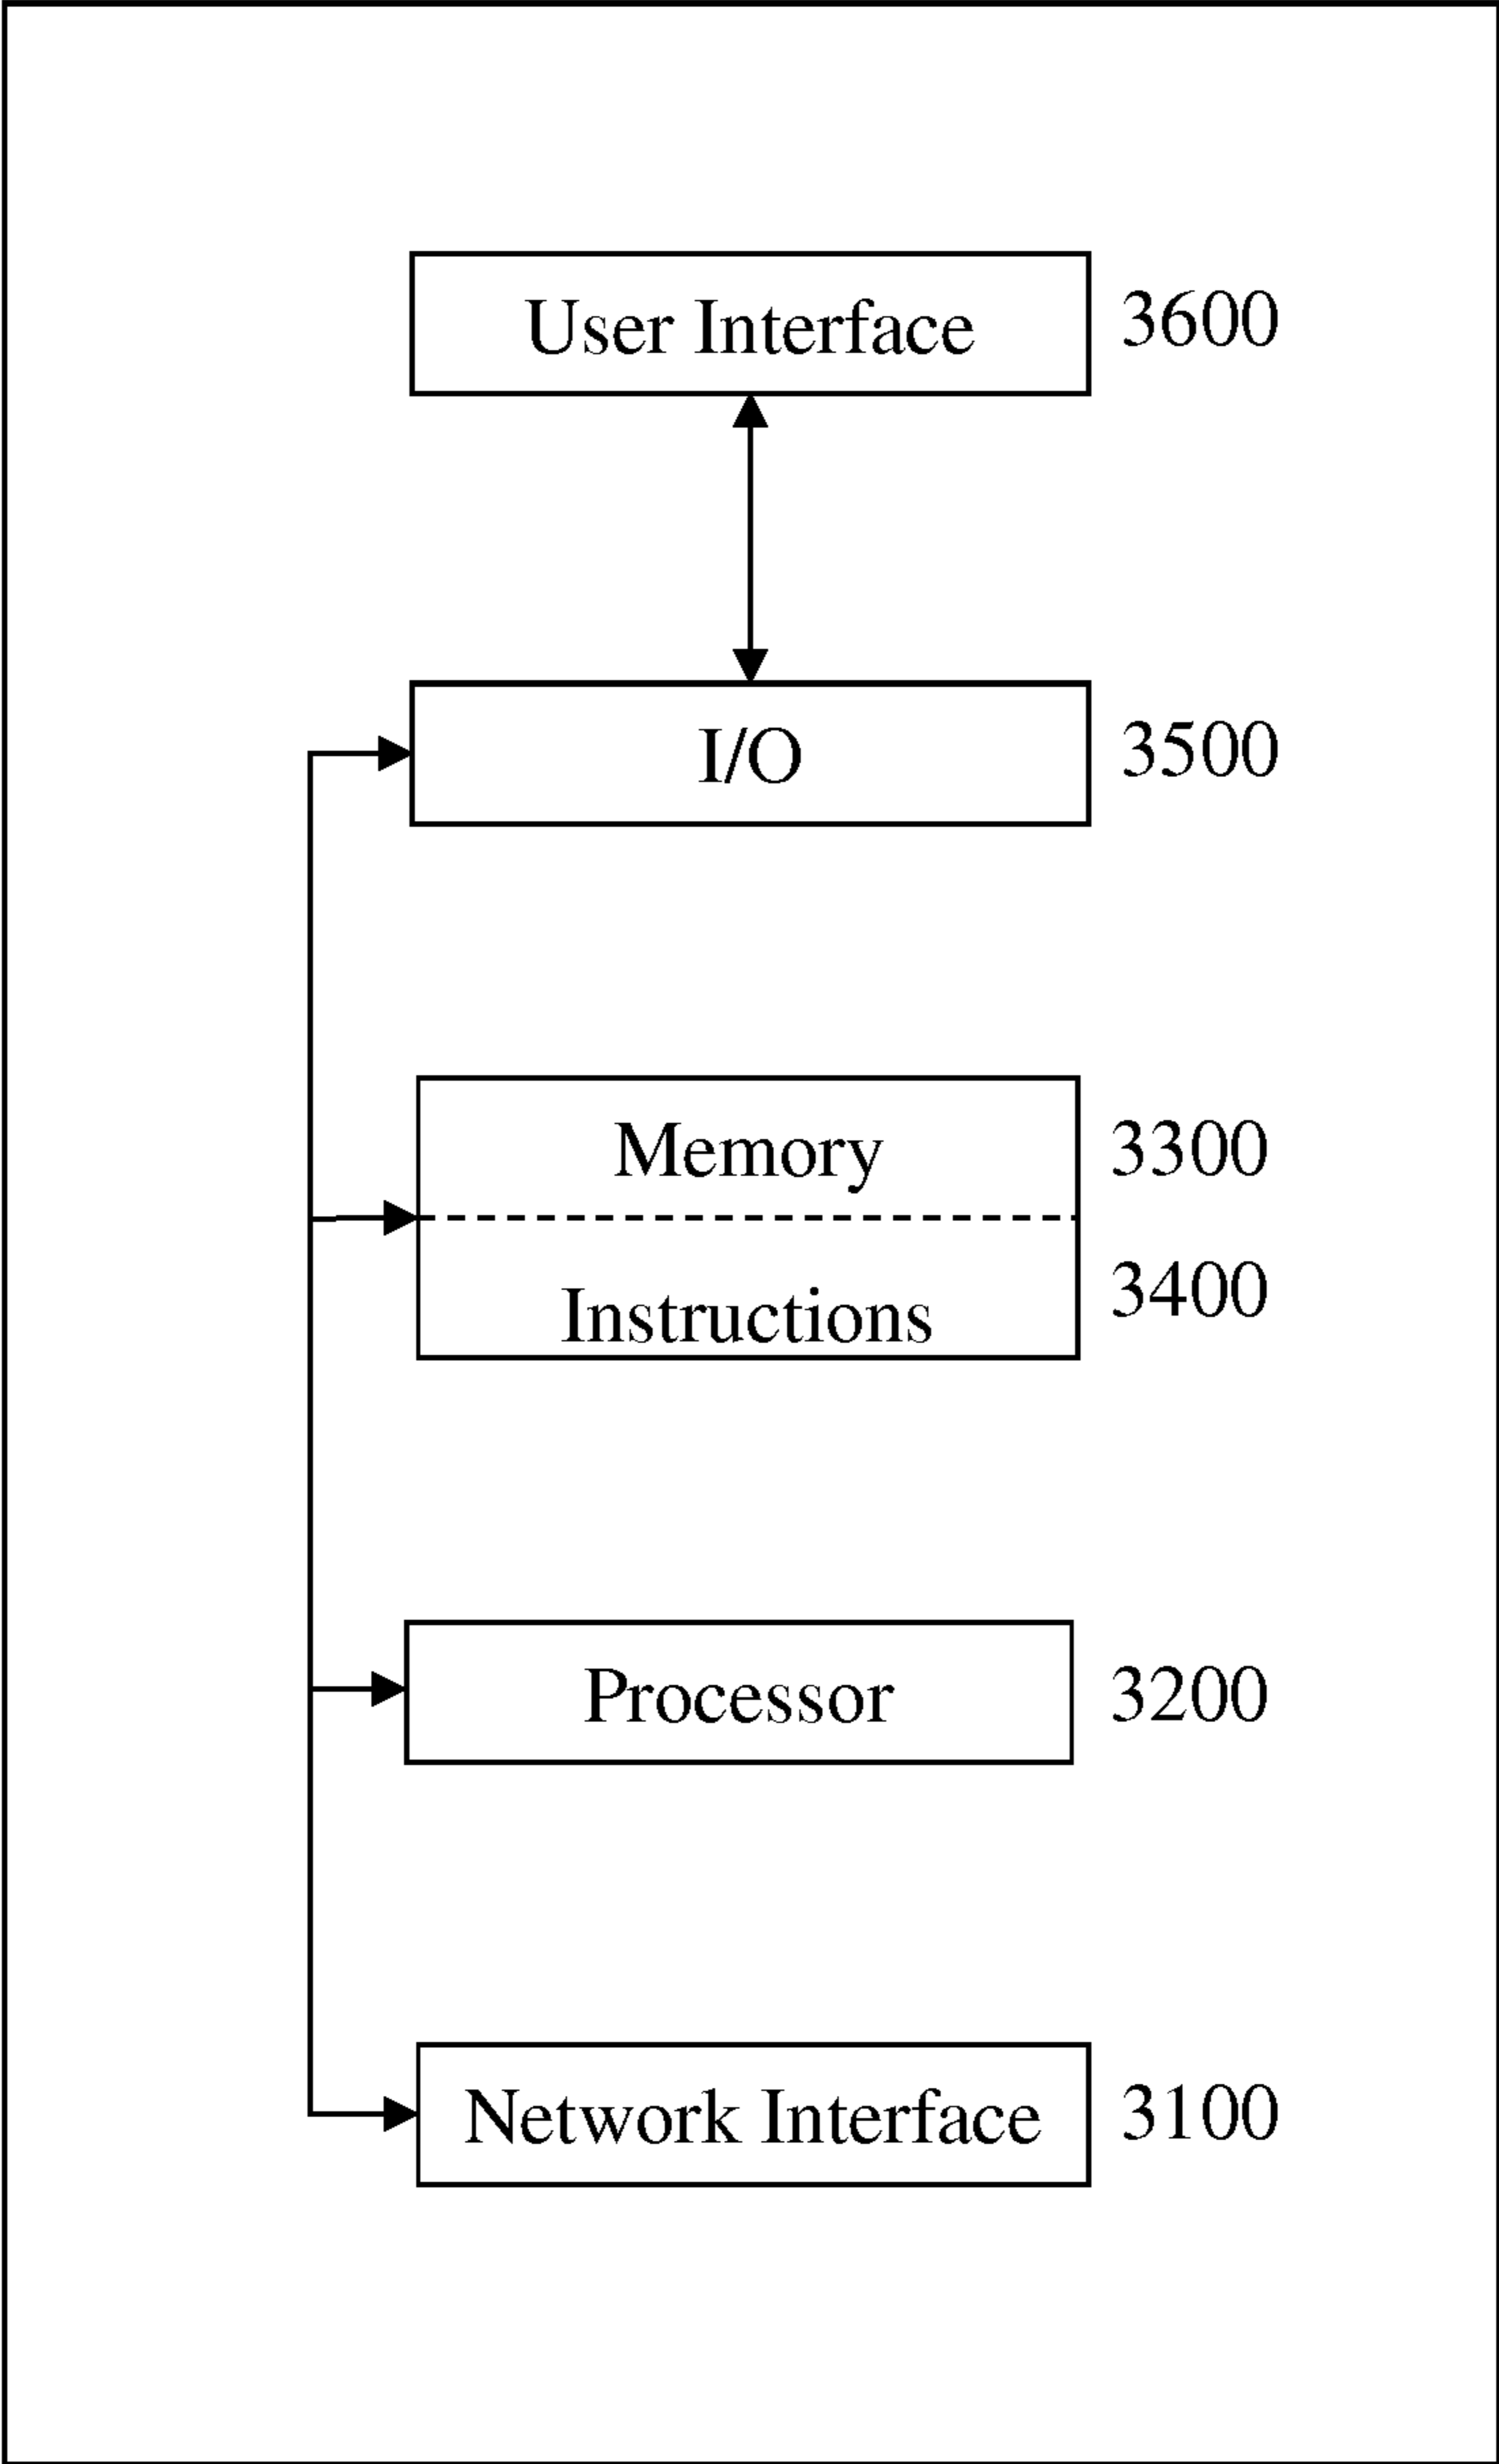 User Interface 3600
I/O 3500
Memory 3300
Instructions 3400
Processor 3200
Network Interface 3100